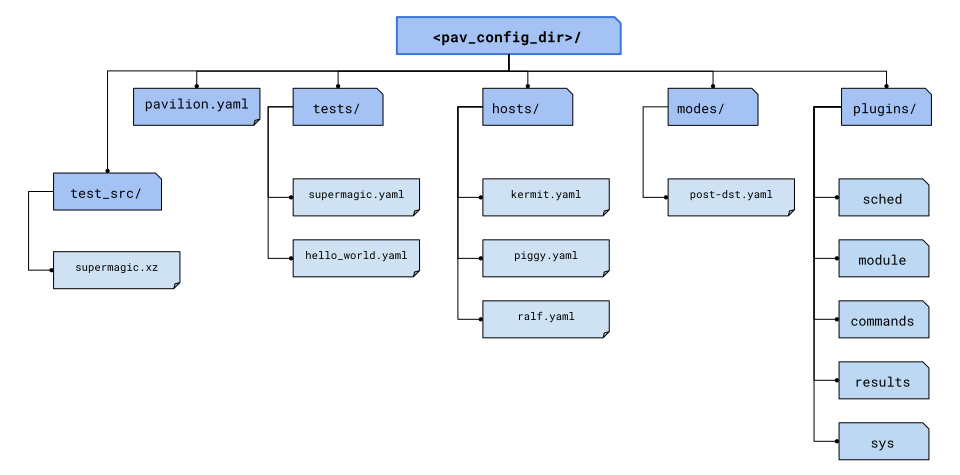 <pav_config_dir>/
pavilion.yaml
tests/
hosts/
modes/
plugins/
test_src/
supermagic.yaml
kermit.yaml
post-dst.yaml
sched
supermagic.xz
hello_world.yaml
piggy.yaml
module
ralf.yaml
commands
results
sys